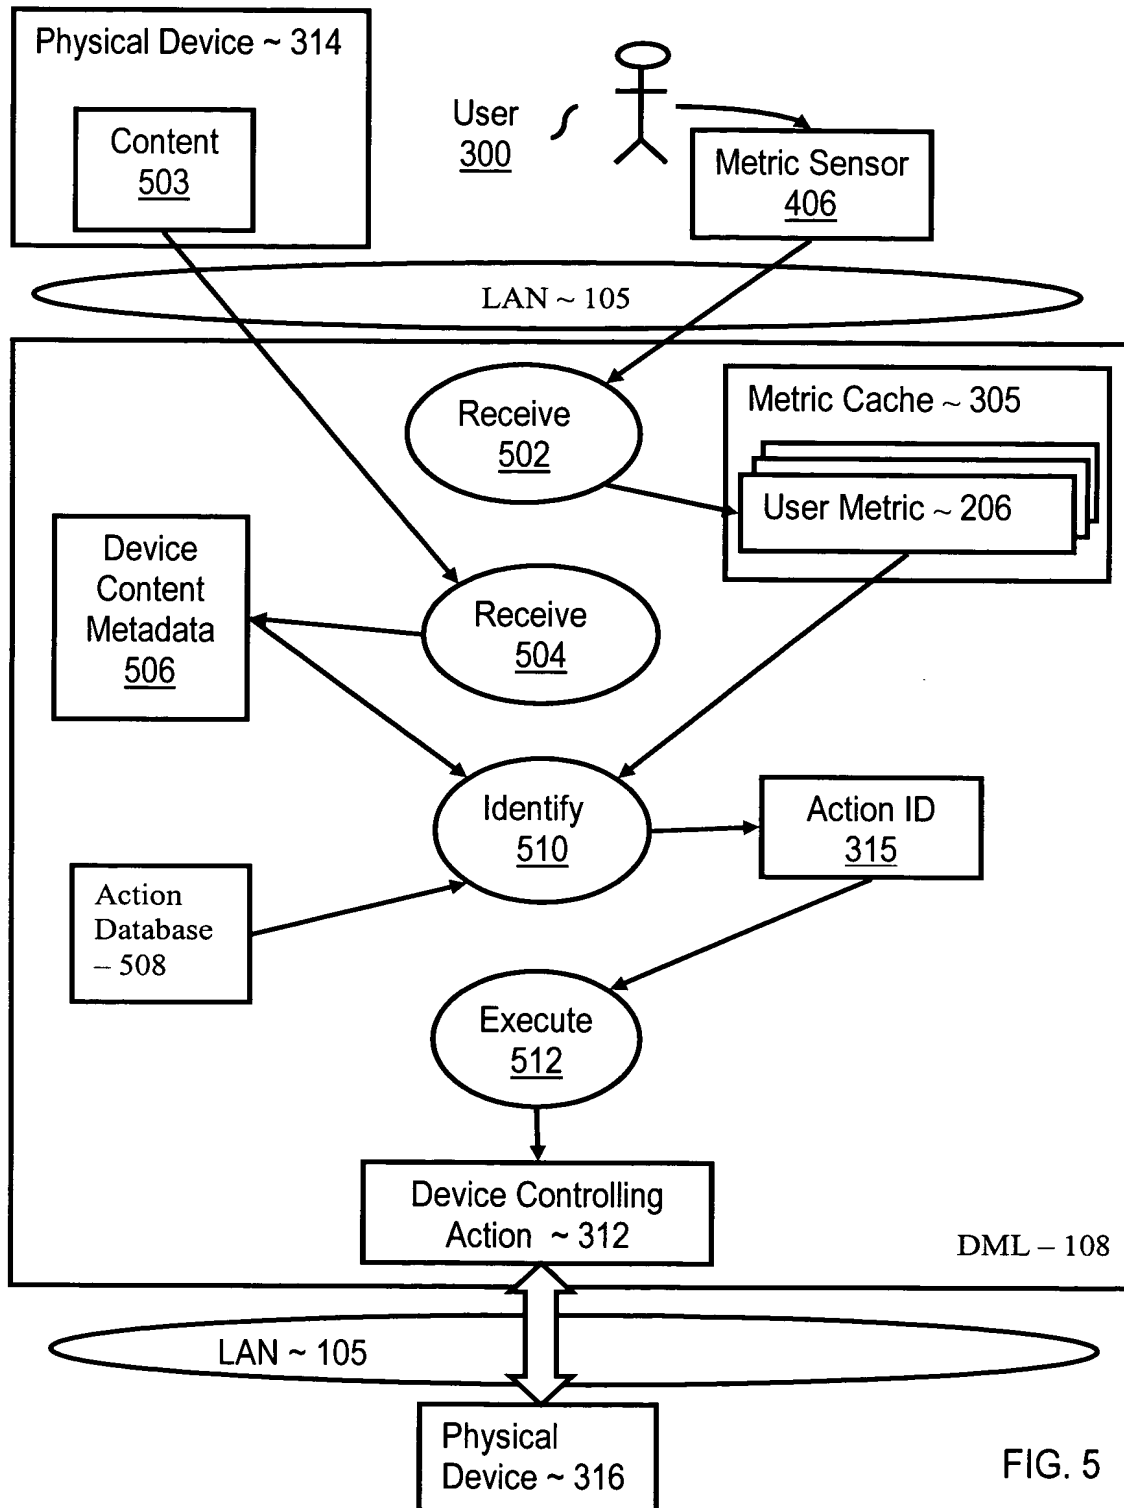 Physical Device ~ 314
Content
503
User
300
Metric Sensor
406
LAN ~ 105
Receive
502
Metric Cache ~ 305
User Metric ~ 206
Device
Content
Metadata
506
Receive
504
Identify
510
Action ID
315
Action
Database
– 508
Execute
512
Device Controlling
Action ~ 312
DML – 108
LAN ~ 105
Physical
Device ~ 316
FIG. 5